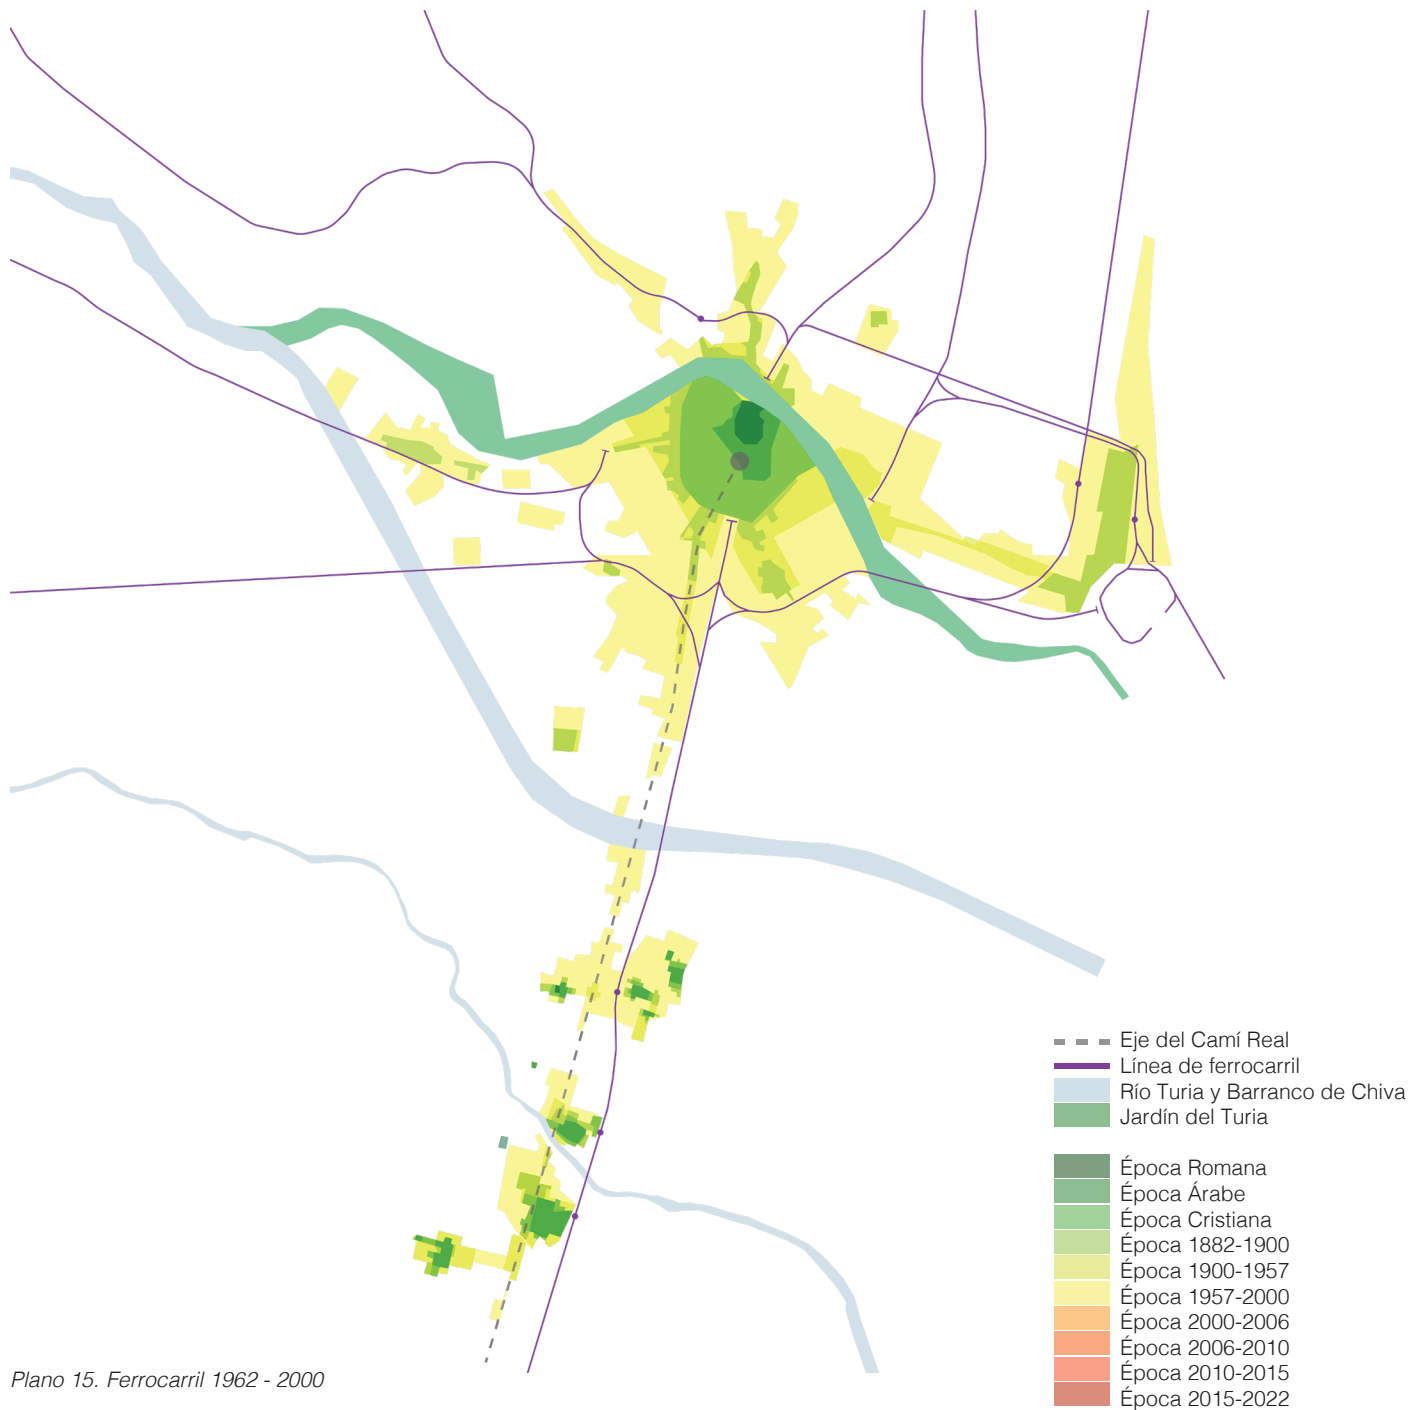 Eje del Camí Real
Línea de ferrocarril
Río Turia y Barranco de Chiva
Jardín del Turia
Época Romana
Época Árabe
Época Cristiana
Época 1882-1900
Época 1900-1957
Época 1957-2000
Época 2000-2006
Época 2006-2010
Época 2010-2015
Época 2015-2022
Plano 15. Ferrocarril 1962 - 2000